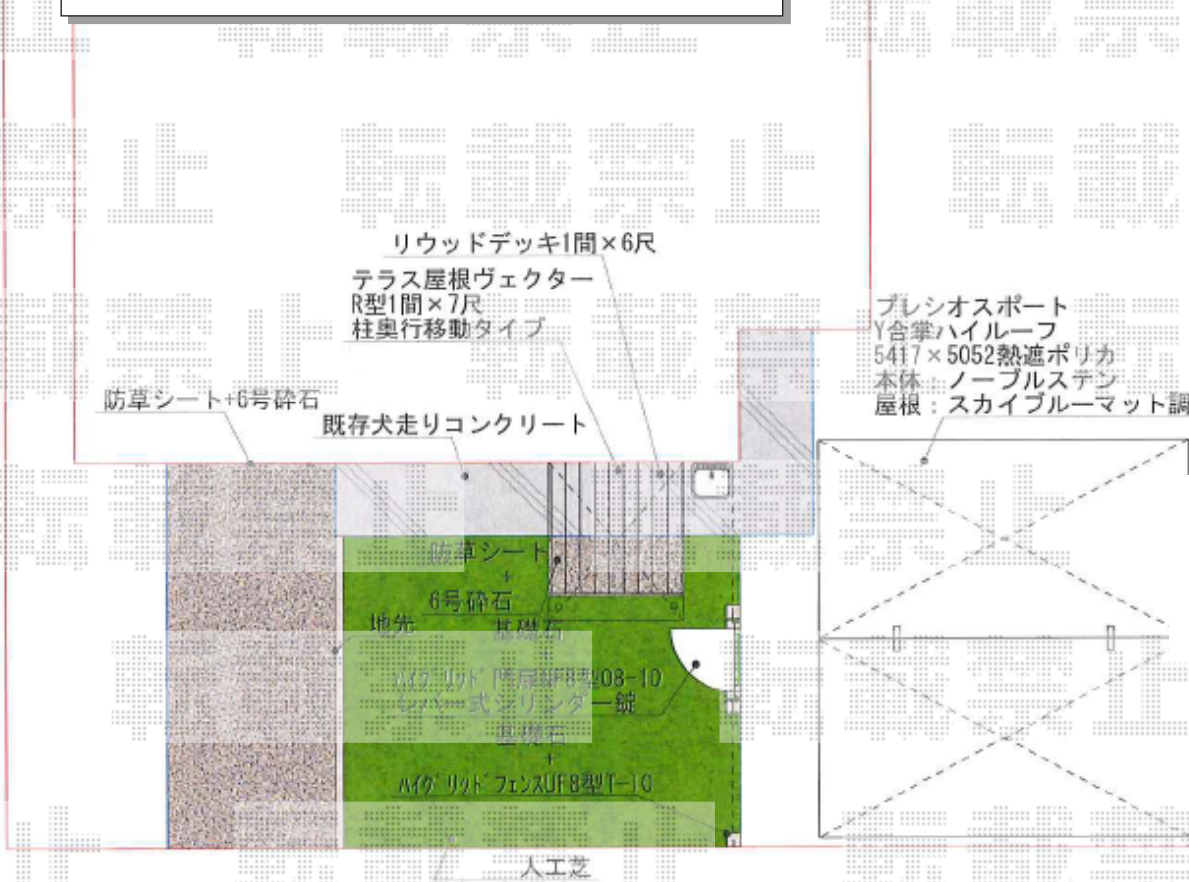 リウッドデッキ1間×6尺
テラス屋根ヴェクター
R型1間×7尺
柱奥行移動タイプ
プレシオスポート
Y合掌ハイルーフ
5417×5052熱遮ポリカ
本体：ノーブルステン
屋根：スカイブルーマット調
防草シート+6号砕石
既存犬走りコンクリート
防草シート
+
6号砕石
地先
基礎石
+
ハイグリッド門扉UF8型08-10
レバー式シリンダー錠
基礎石
+
ハイグリッドフェンスUF8型T-10
人工芝
転載禁止